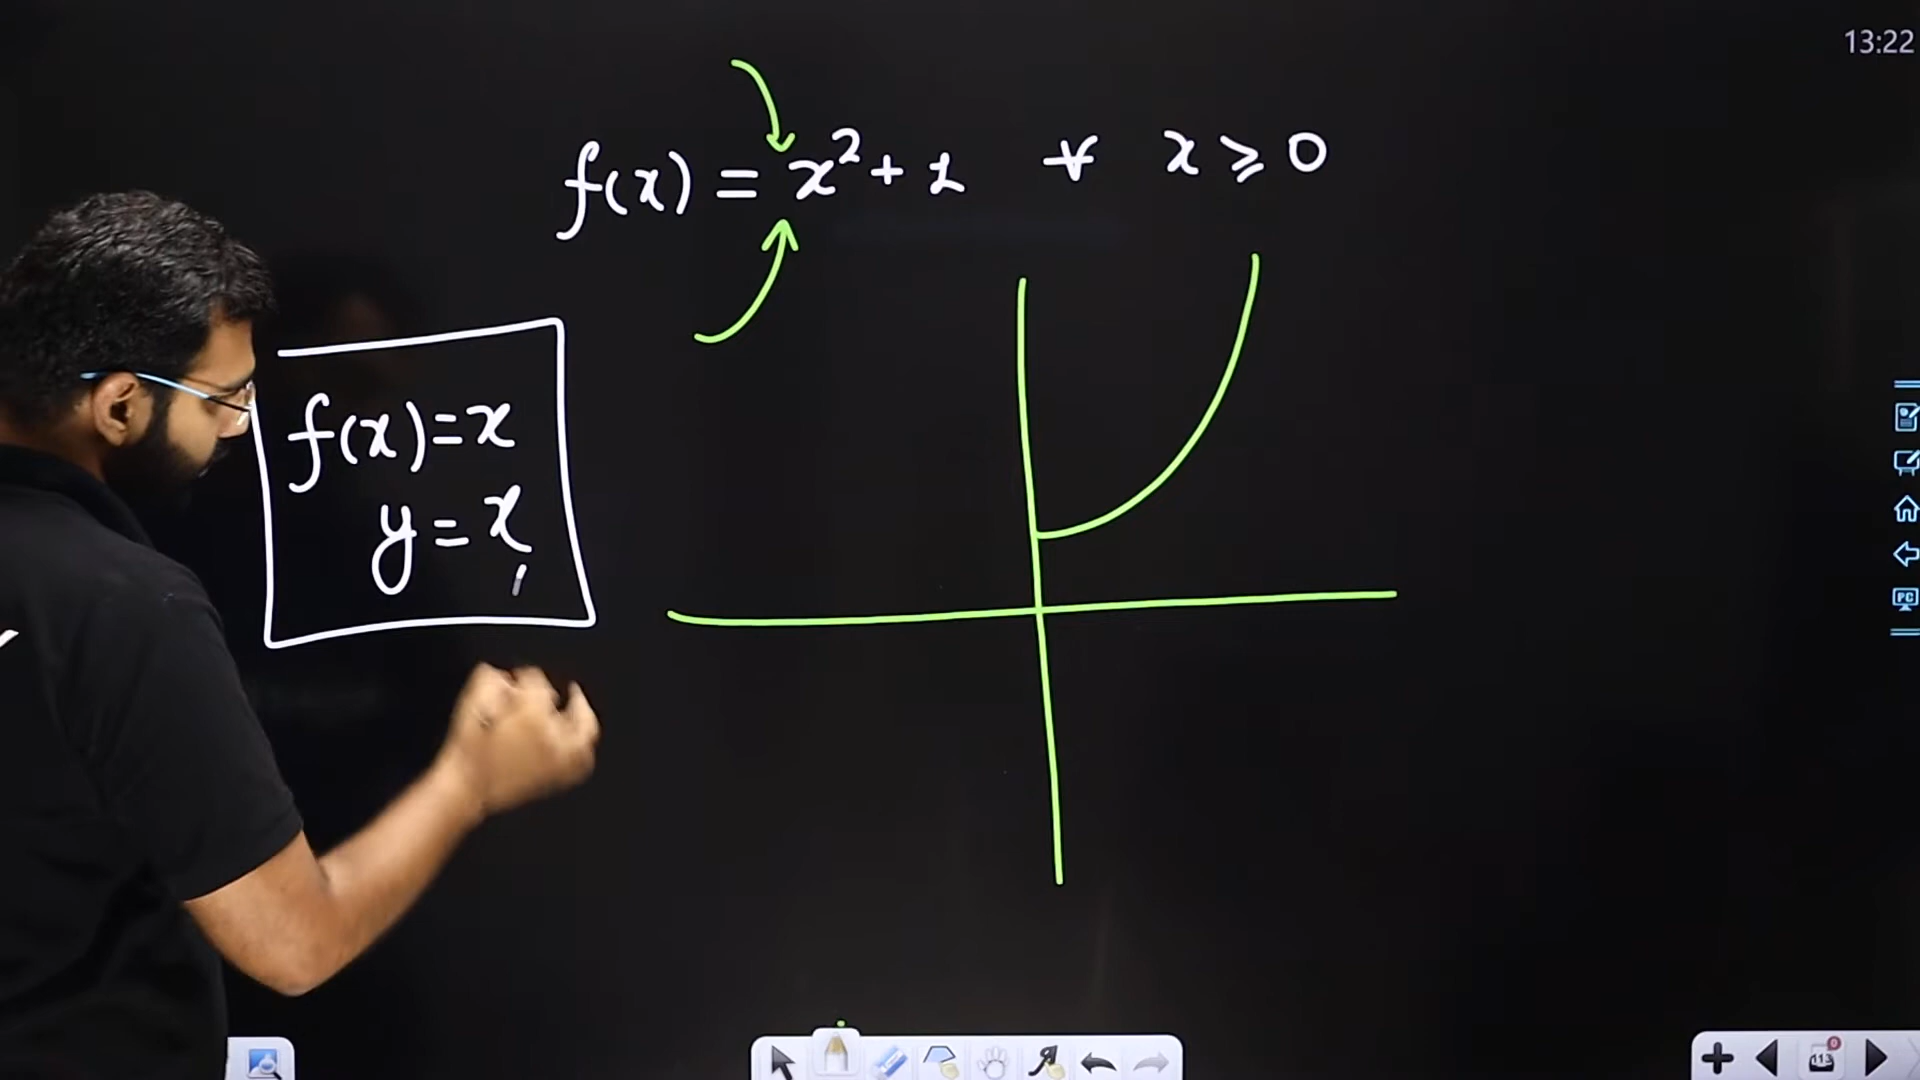 13:22
f(x) = x² + 1 ∀ x ≥ 0
f(x) = x
y = x